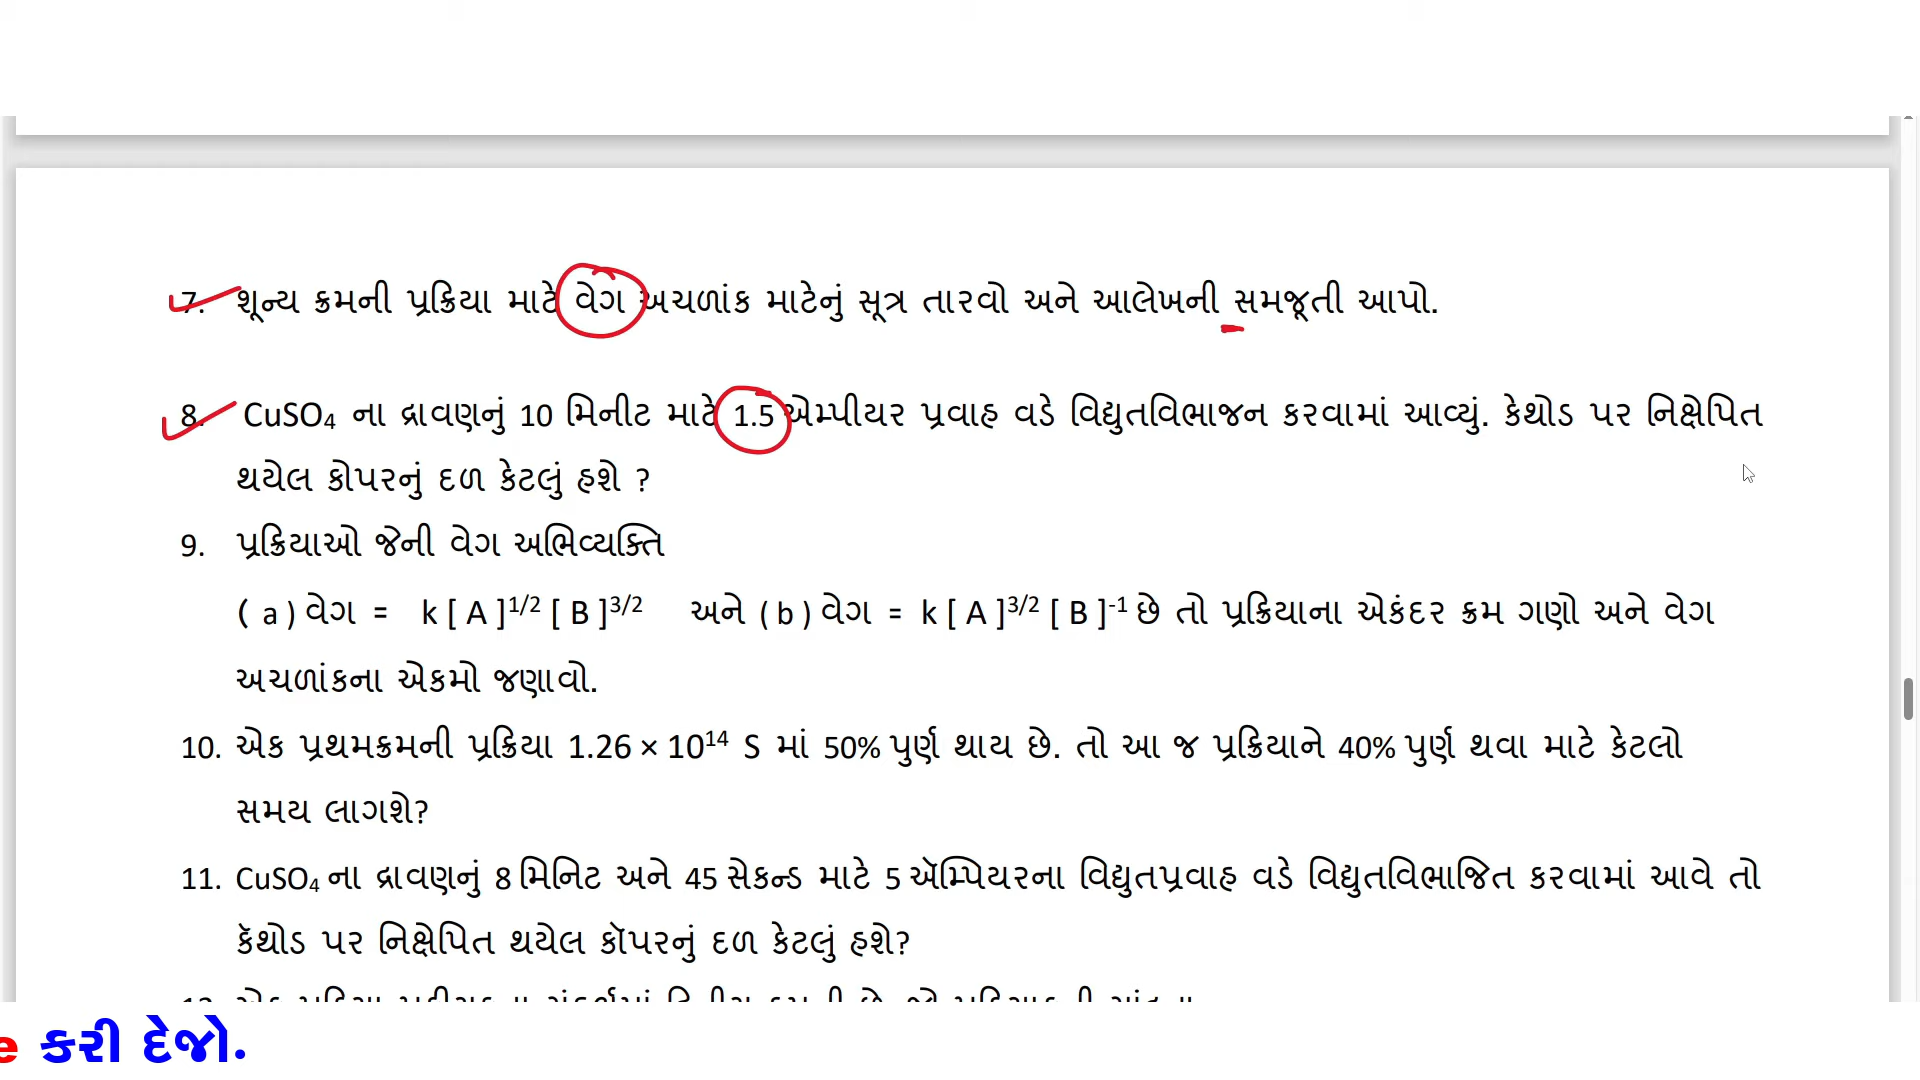 7. શૂન્ય ક્રમની પ્રક્રિયા માટે વેગ અચળાંક માટેનું સૂત્ર તારવો અને આલેખની સમજૂતી આપો.
8. CuSO₄ ના દ્રાવણનું 10 મિનીટ માટે 1.5 એમ્પીયર પ્રવાહ વડે વિદ્યુતવિભાજન કરવામાં આવ્યું. કેથોડ પર નિક્ષેપિત
થયેલ કોપરનું દળ કેટલું હશે ?
9. પ્રક્રિયાઓ જેની વેગ અભિવ્યક્તિ
( a ) વેગ = k [ A ]^1/2 [ B ]^3/2 અને ( b ) વેગ = k [ A ]^3/2 [ B ]^-1 છે તો પ્રક્રિયાના એકંદર ક્રમ ગણો અને વેગ
અચળાંકના એકમો જણાવો.
10. એક પ્રથમક્રમની પ્રક્રિયા 1.26 × 10¹⁴ S માં 50% પુર્ણ થાય છે. તો આ જ પ્રક્રિયાને 40% પુર્ણ થવા માટે કેટલો
સમય લાગશે?
11. CuSO₄ ના દ્રાવણનું 8 મિનિટ અને 45 સેકન્ડ માટે 5 ઍમ્પિયરના વિદ્યુતપ્રવાહ વડે વિદ્યુતવિભાજિત કરવામાં આવે તો
કૅથોડ પર નિક્ષેપિત થયેલ કૉપરનું દળ કેટલું હશે?
e કરી દેજો.